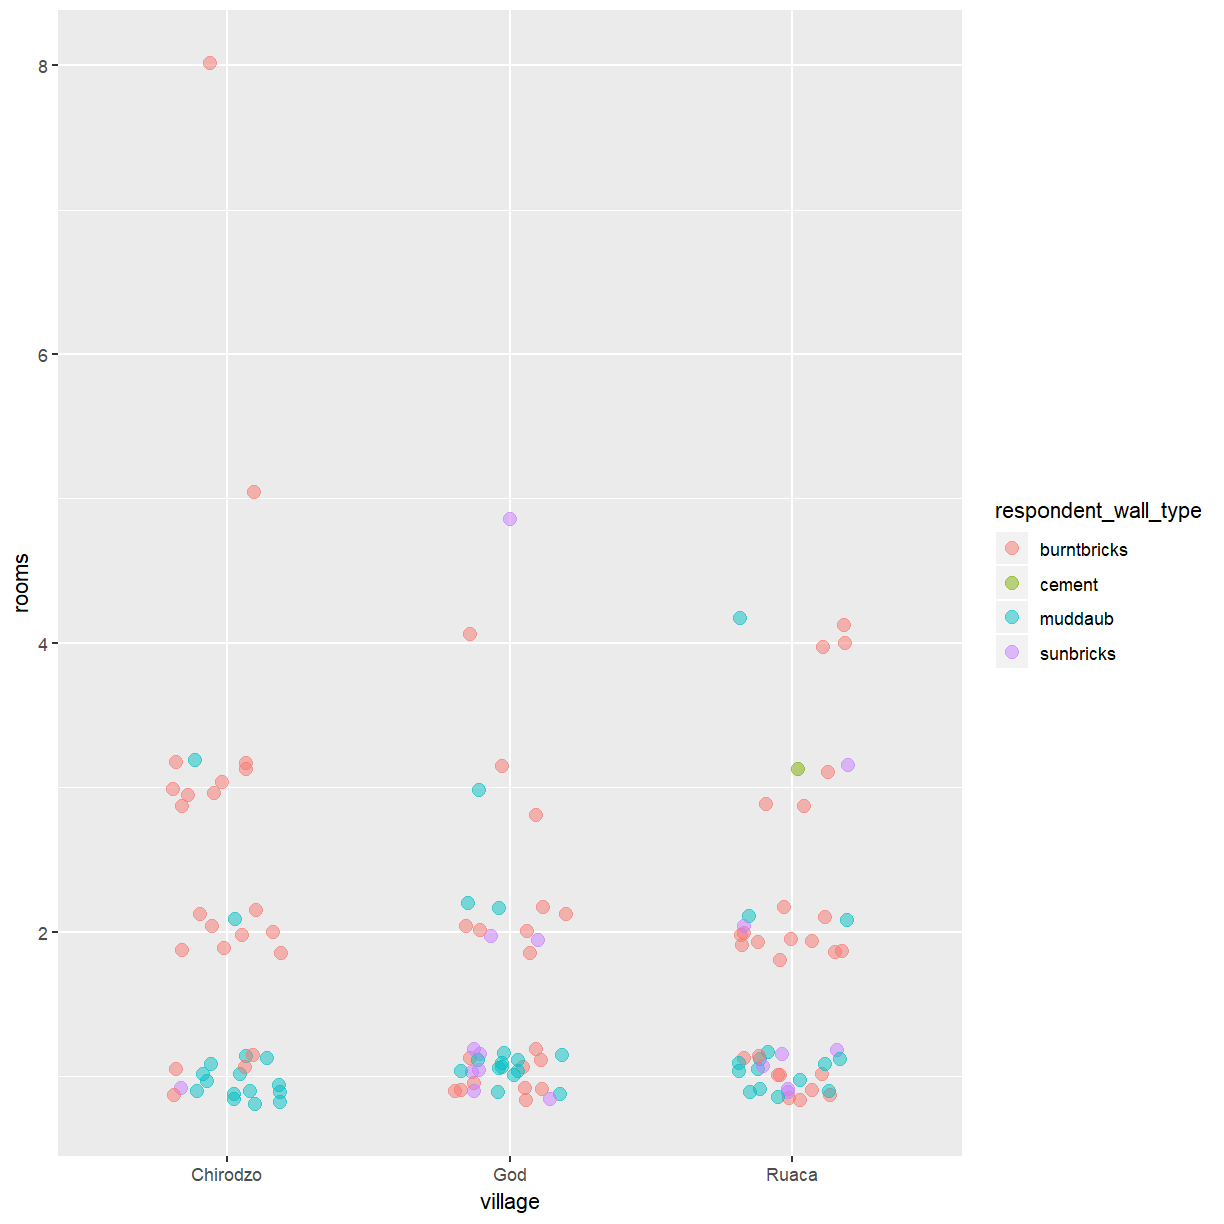 8
6
4
2
rooms
Chirodzo
God
Ruaca
village
respondent_wall_type
burntbricks
cement
muddaub
sunbricks